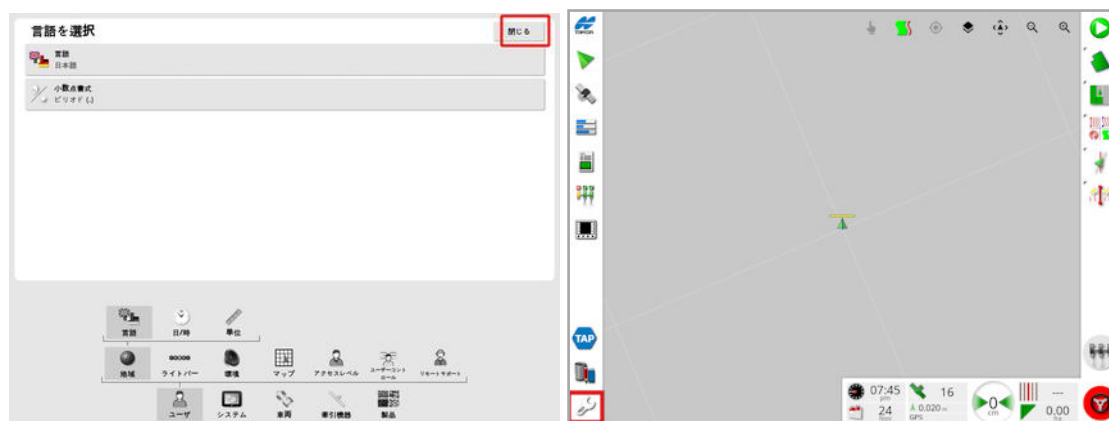 言語を選択
閉じる
言語
日本語
小数点書式
ピリオド (.)
言語
日/時
単位
地域
ライトバー
環境
マップ
アクセスレベル
ユーザーコントロール
リモートサポート
ユーザ
システム
車両
牽引機器
製品
TOPCON
TAP
07:45
pm
24
Nov
16
0.020 m
GPS
0
cm
---
0.00
ha